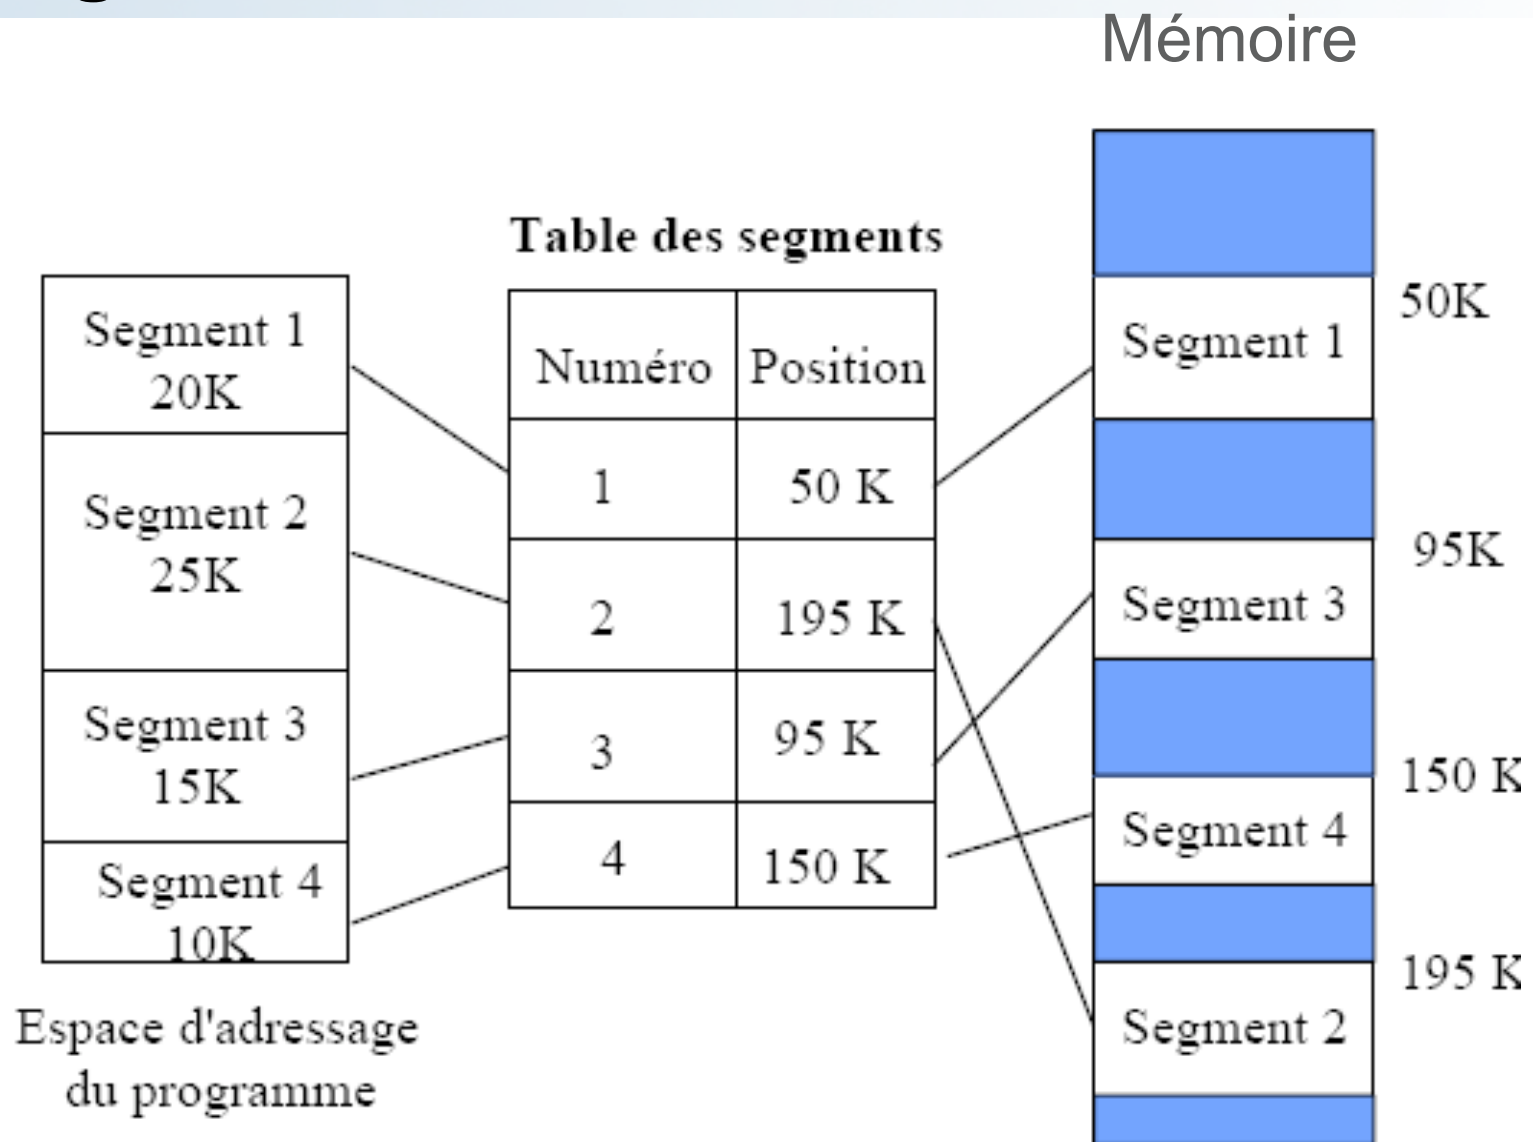 Mémoire
Table des segments
Segment 1
20K
Segment 2
25K
Segment 3
15K
Segment 4
10K
Espace d'adressage
du programme
Numéro Position
1 50 K
2 195 K
3 95 K
4 150 K
Segment 1
50K
Segment 3
95K
Segment 4
150 K
Segment 2
195 K